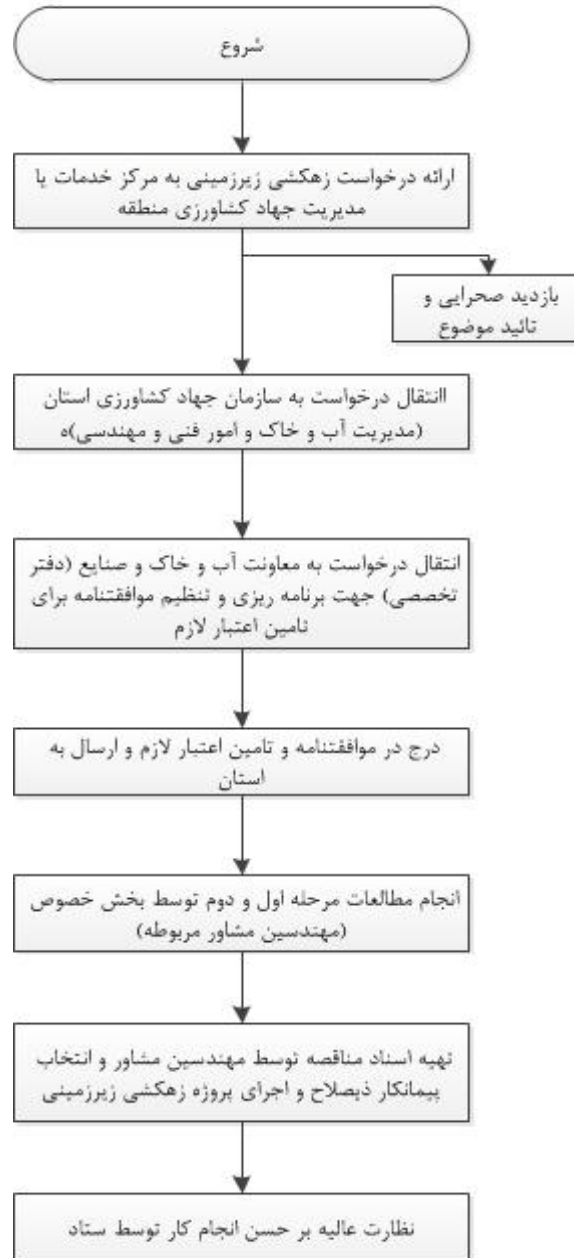 شروع
ارائه درخواست زهکشی زیرزمینی به مرکز خدمات یا
مدیریت جهاد کشاورزی منطقه
بازدید صحرایی و
تائید موضوع
اانتقال درخواست به سازمان جهاد کشاورزی استان
(مدیریت آب و خاک و امور فنی و مهندسی)ه
انتقال درخواست به معاونت آب و خاک و صنایع (دفتر
تخصصی) جهت برنامه ریزی و تنظیم موافقتنامه برای
تامین اعتبار لازم
درج در موافقتنامه و تامین اعتبار لازم و ارسال به
استان
انجام مطالعات مرحله اول و دوم توسط بخش خصوص
(مهندسین مشاور مربوطه)
تهیه اسناد مناقصه توسط مهندسین مشاور و انتخاب
پیمانکار ذیصلاح و اجرای پروژه زهکشی زیرزمینی
نظارت عالیه بر حسن انجام کار توسط ستاد